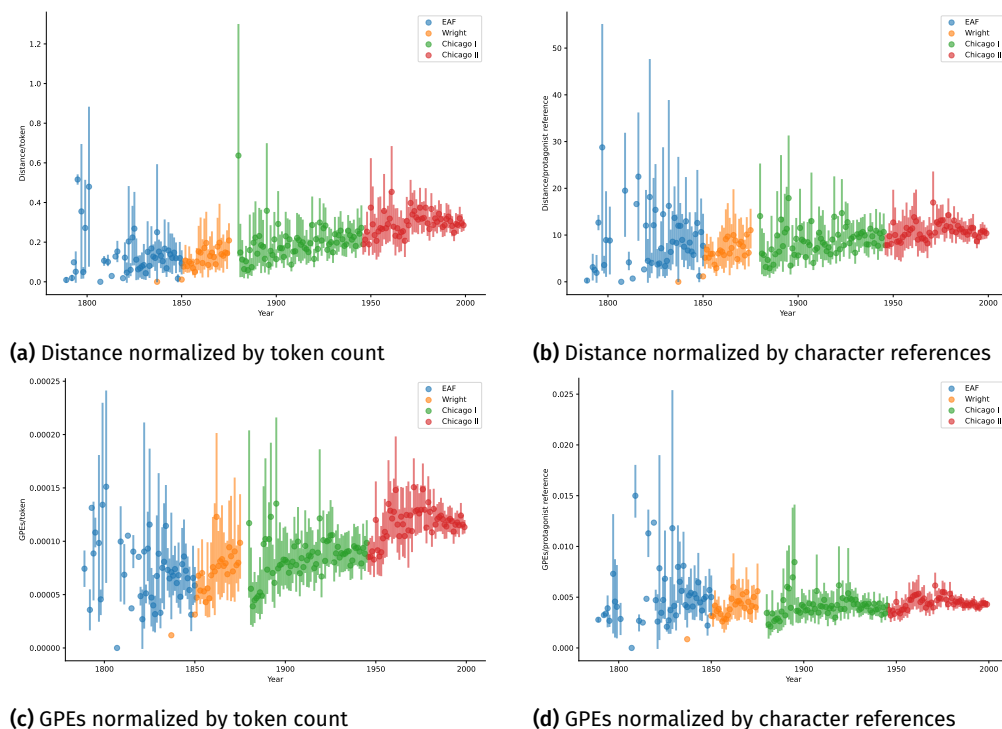 EAF
Wright
Chicago I
Chicago II
1.2
1.0
0.8
0.6
0.4
0.2
0.0
Distance/token
1800 1850 1900 1950 2000
Year
(a) Distance normalized by token count
EAF
Wright
Chicago I
Chicago II
50
40
30
20
10
0
Distance/protagonist reference
1800 1850 1900 1950 2000
Year
(b) Distance normalized by character references
EAF
Wright
Chicago I
Chicago II
0.00025
0.00020
0.00015
0.00010
0.00005
0.00000
GPEs/token
1800 1850 1900 1950 2000
Year
(c) GPEs normalized by token count
EAF
Wright
Chicago I
Chicago II
0.025
0.020
0.015
0.010
0.005
0.000
GPEs/protagonist reference
1800 1850 1900 1950 2000
Year
(d) GPEs normalized by character references